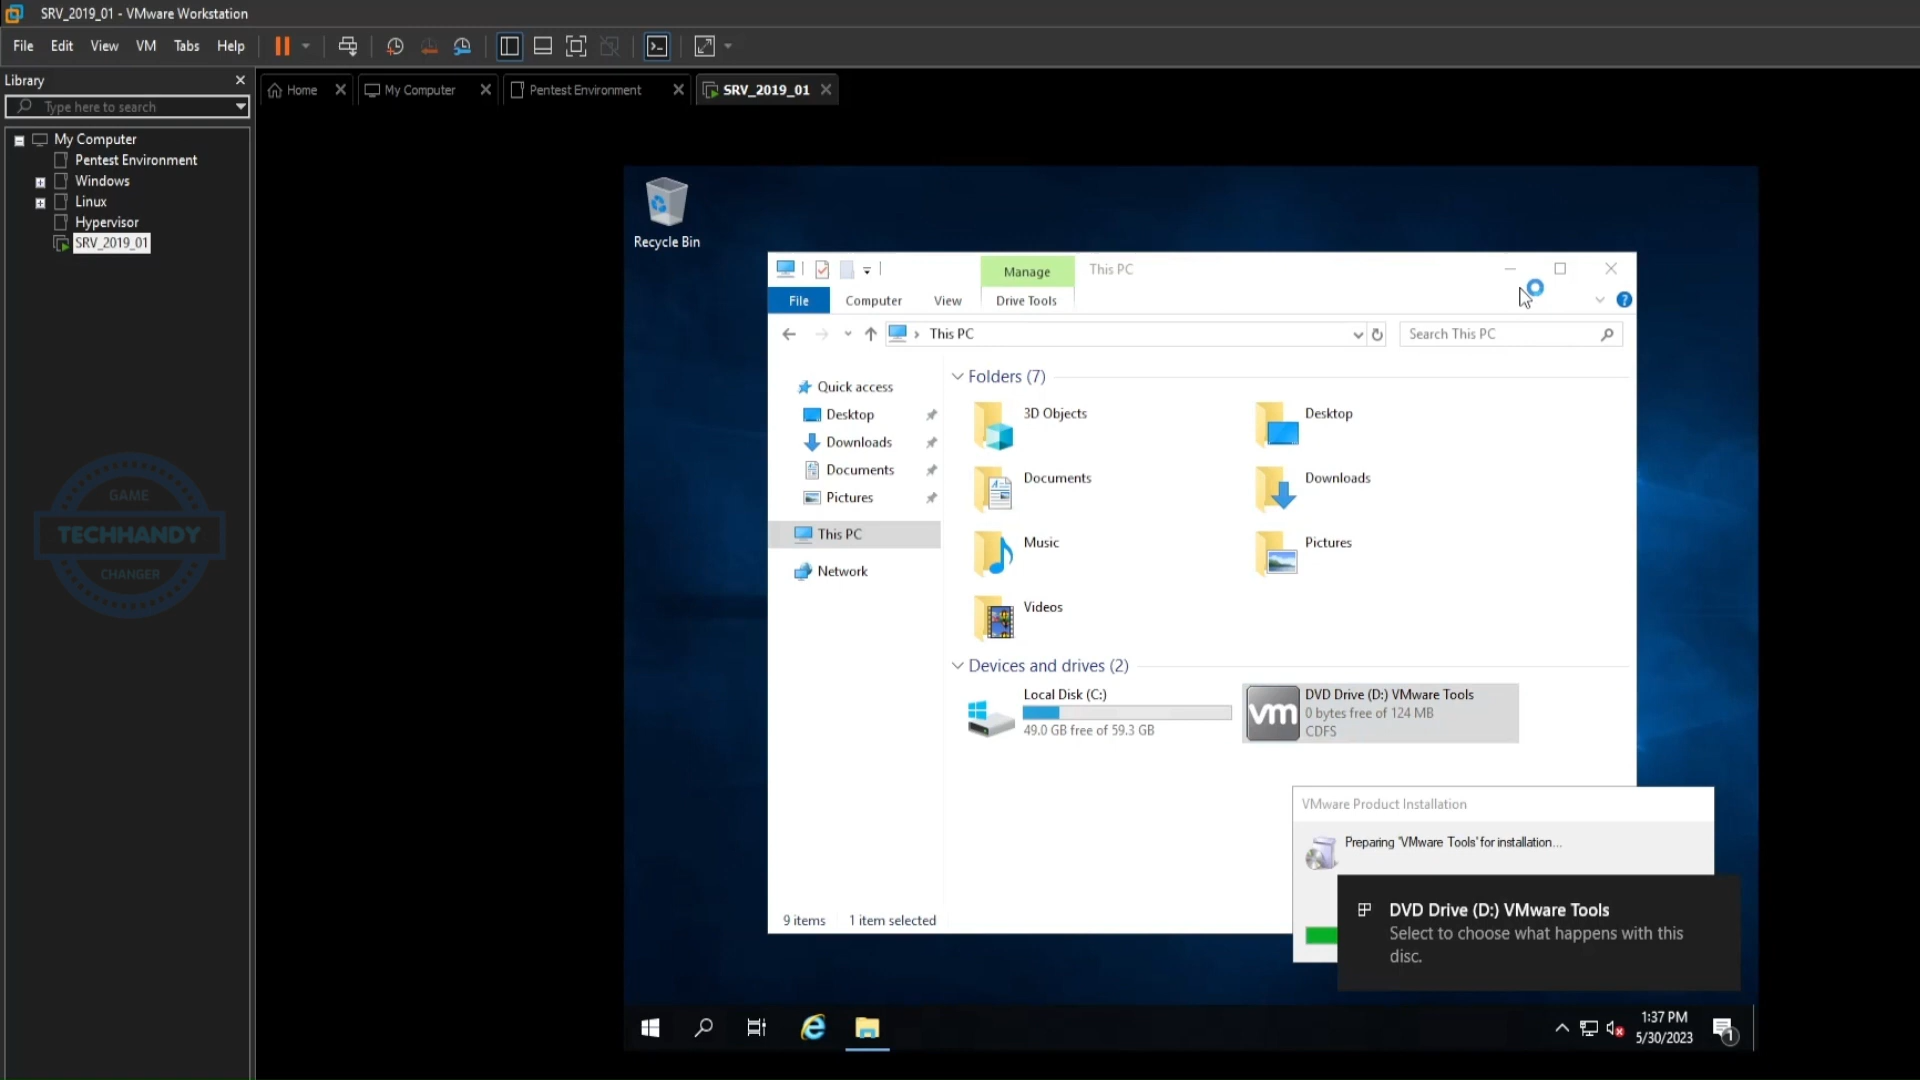 SRV_2019_01 - VMware Workstation
File Edit View VM Tabs Help
Library
Type here to search
Home
My Computer
Pentest Environment
SRV_2019_01
My Computer
Pentest Environment
Windows
Linux
Hypervisor
SRV_2019_01
GAME
TECHHANDY
CHANGER
Recycle Bin
Manage
This PC
File
Computer
View
Drive Tools
This PC
Search This PC
Quick access
Desktop
Downloads
Documents
Pictures
This PC
Network
Folders (7)
3D Objects
Desktop
Documents
Downloads
Music
Pictures
Videos
Devices and drives (2)
Local Disk (C:)
49.0 GB free of 59.3 GB
vm
DVD Drive (D:) VMware Tools
0 bytes free of 124 MB
CDFS
9 items
1 item selected
VMware Product Installation
Preparing 'VMware Tools' for installation...
DVD Drive (D:) VMware Tools
Select to choose what happens with this
disc.
1:37 PM
5/30/2023
1